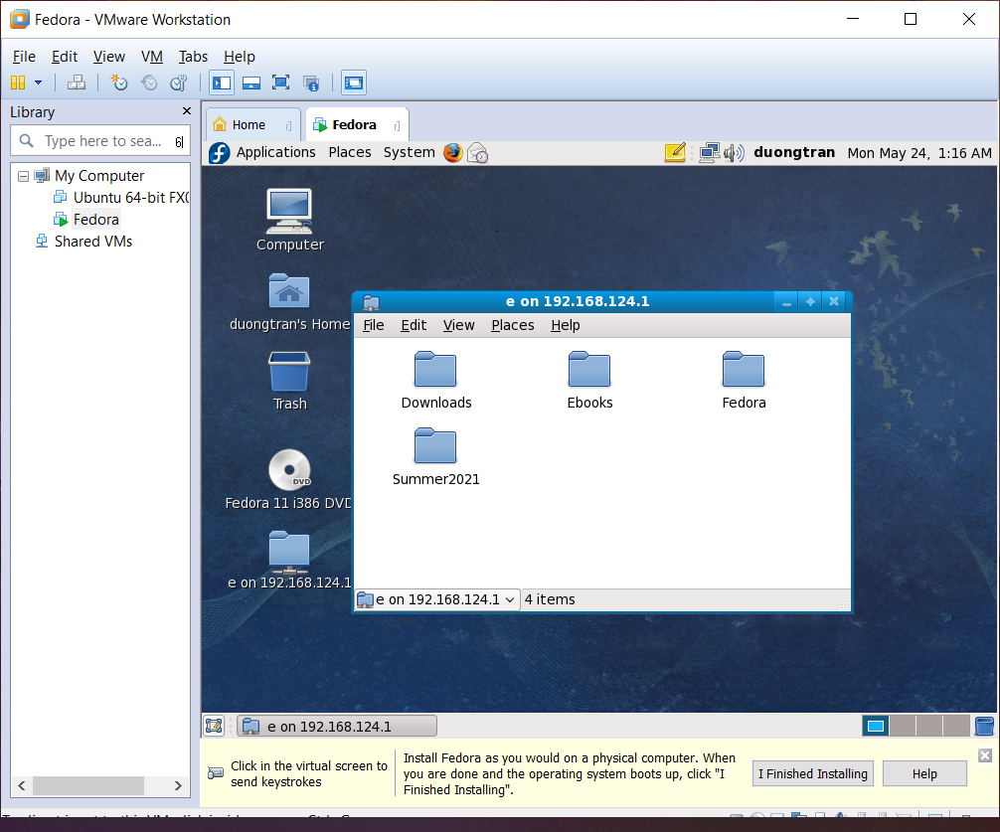 Fedora - VMware Workstation
File Edit View VM Tabs Help
Library
Type here to sea...
Home
Fedora
Applications Places System
duongtran Mon May 24, 1:16 AM
My Computer
Ubuntu 64-bit FX
Fedora
Shared VMs
Computer
duongtran's Home
Trash
Fedora 11 i386 DVD
e on 192.168.124.1
e on 192.168.124.1
File Edit View Places Help
Downloads
Ebooks
Fedora
Summer2021
e on 192.168.124.1
4 items
e on 192.168.124.1
Click in the virtual screen to
send keystrokes
Install Fedora as you would on a physical computer. When
you are done and the operating system boots up, click "I
Finished Installing".
I Finished Installing
Help